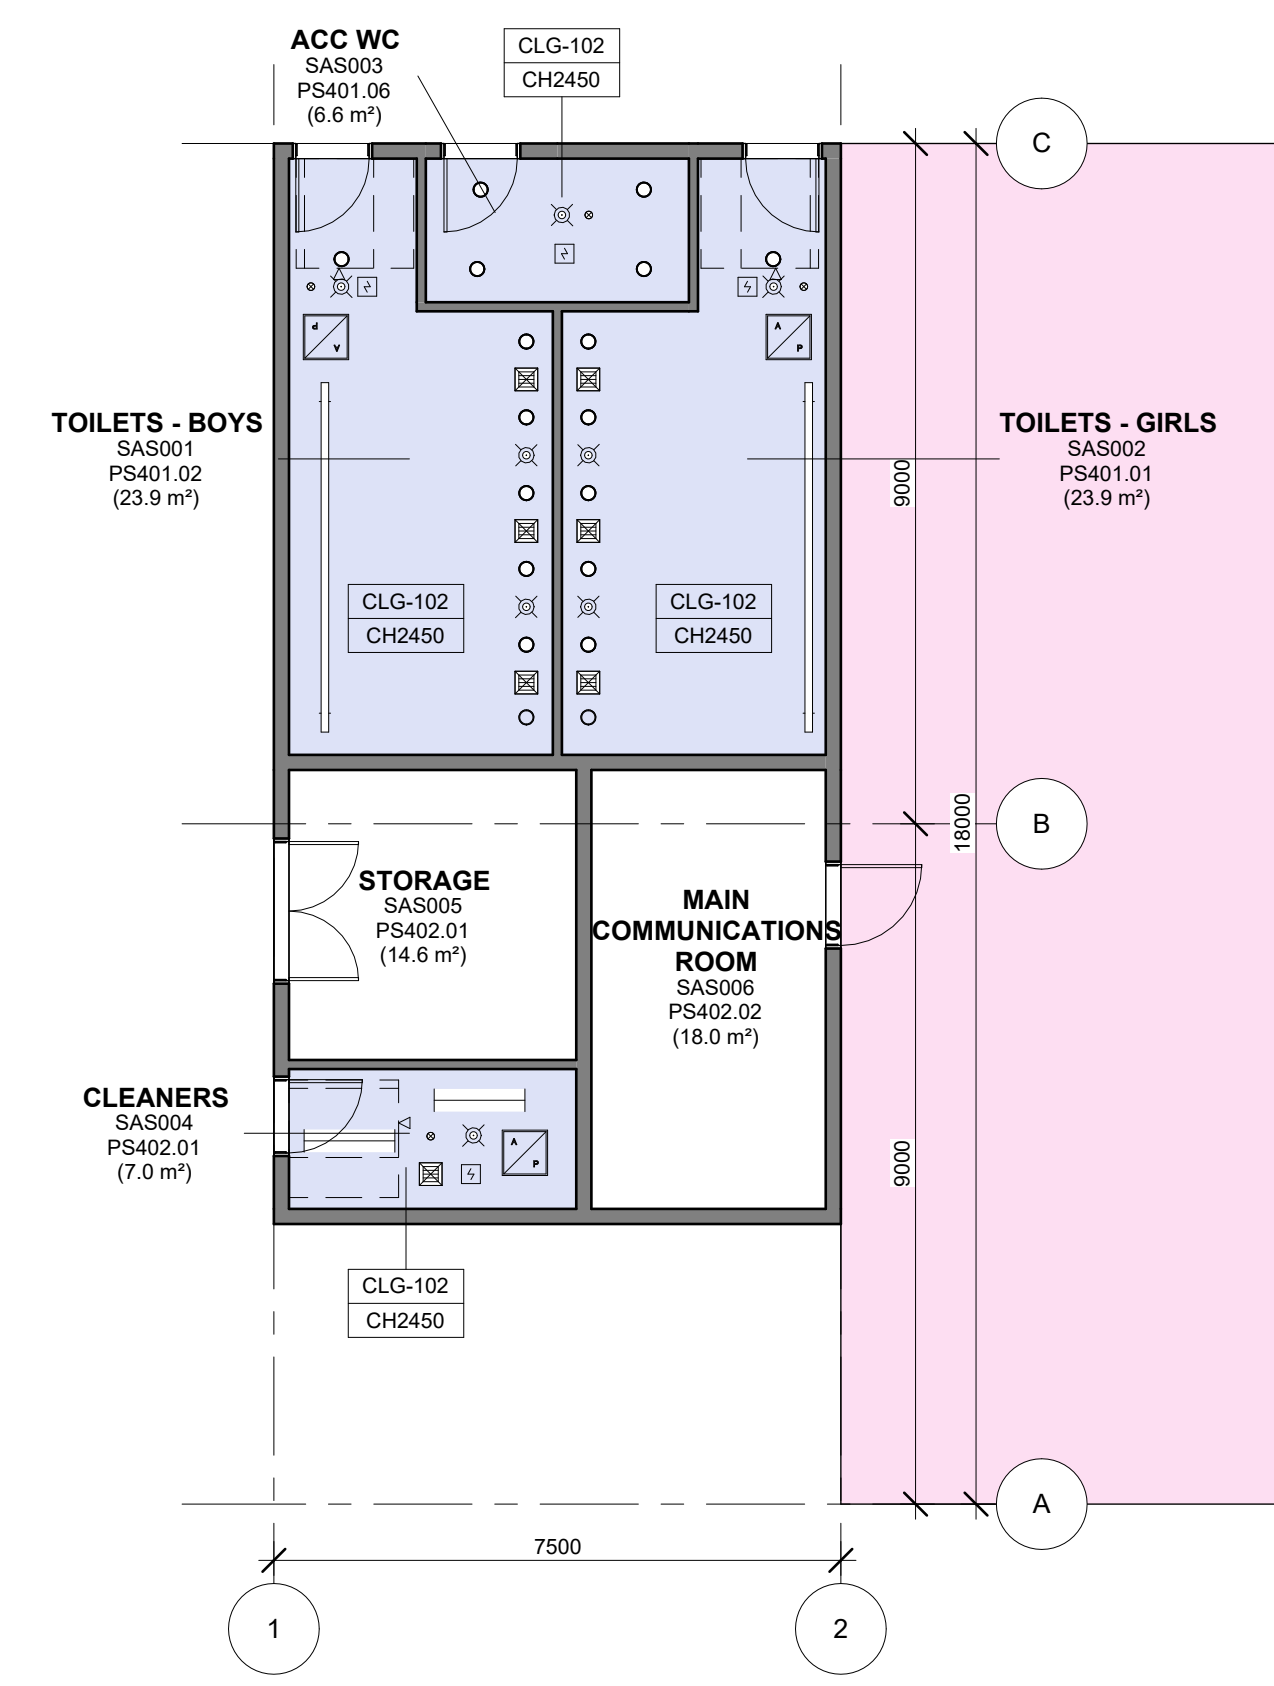 ACC WC
SAS003
PS401.06
(6.6 m²)
CLG-102
CH2450
C
P
A
A
P
TOILETS - BOYS
SAS001
PS401.02
(23.9 m²)
TOILETS - GIRLS
SAS002
PS401.01
(23.9 m²)
9000
CLG-102
CH2450
CLG-102
CH2450
18000
B
STORAGE
SAS005
PS402.01
(14.6 m²)
MAIN
COMMUNICATIONS
ROOM
SAS006
PS402.02
(18.0 m²)
CLEANERS
SAS004
PS402.01
(7.0 m²)
A
P
9000
CLG-102
CH2450
A
7500
1
2